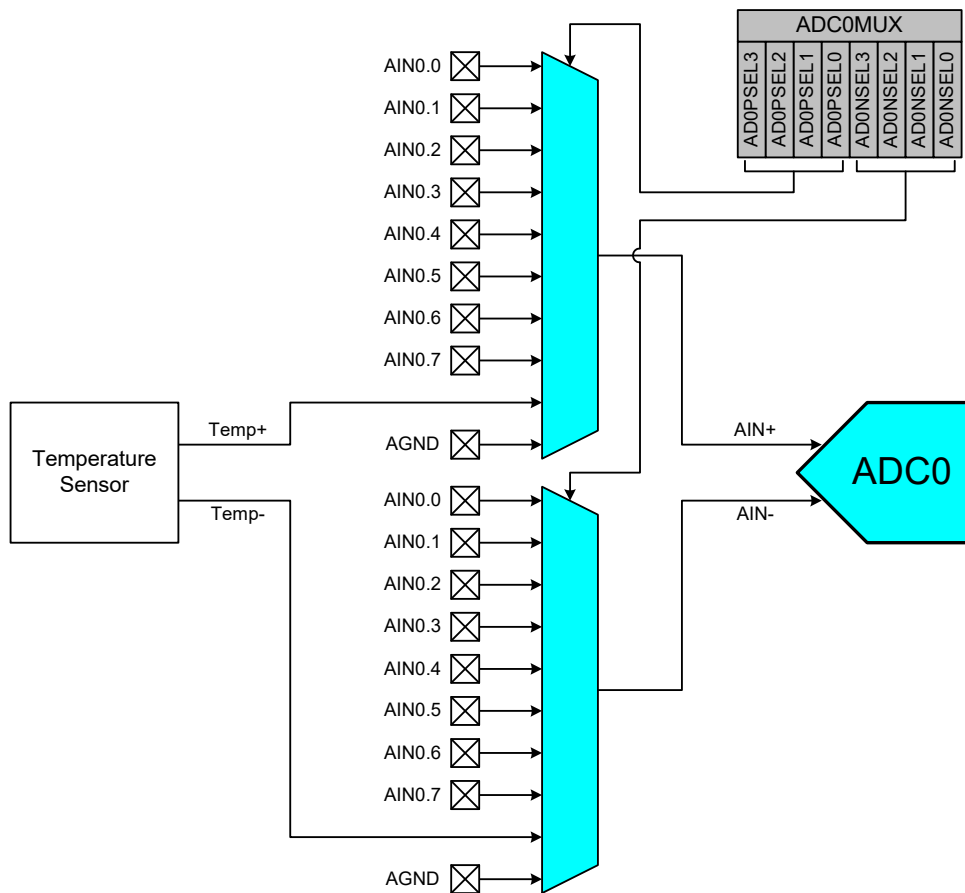 ADC0MUX
AD0PSEL3
AD0PSEL2
AD0PSEL1
AD0PSEL0
AD0NSEL3
AD0NSEL2
AD0NSEL1
AD0NSEL0
AIN0.0
AIN0.1
AIN0.2
AIN0.3
AIN0.4
AIN0.5
AIN0.6
AIN0.7
AGND
Temperature
Sensor
Temp+
Temp-
AIN+
AIN-
ADC0
AIN0.0
AIN0.1
AIN0.2
AIN0.3
AIN0.4
AIN0.5
AIN0.6
AIN0.7
AGND